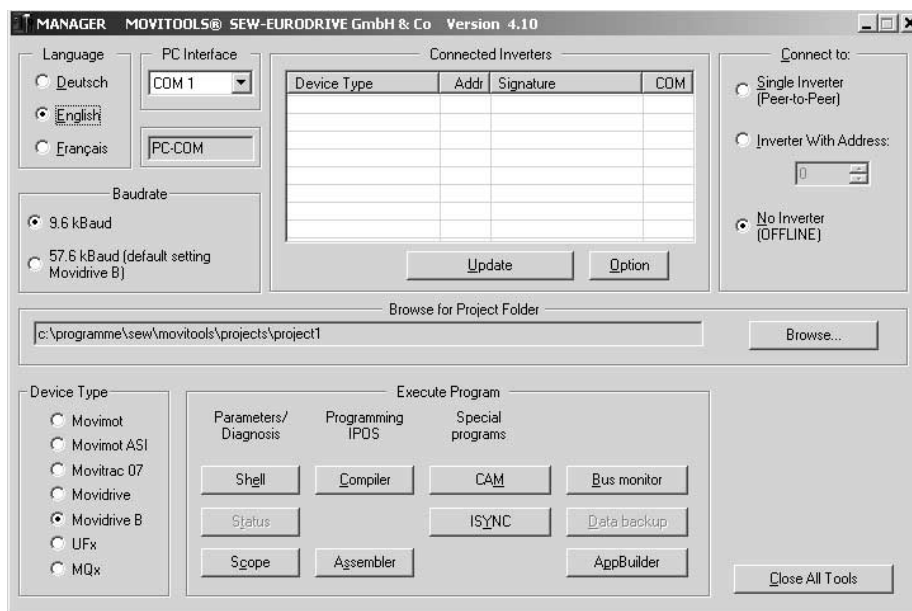 MANAGER MOVITOOLS® SEW-EURODRIVE GmbH & Co Version 4.10
Language
Deutsch
English
Français
PC Interface
COM 1
PC-COM
Baudrate
9.6 kBaud
57.6 kBaud (default setting
Movidrive B)
Connected Inverters
Device Type Addr Signature COM
Update
Option
Connect to:
Single Inverter
(Peer-to-Peer)
Inverter With Address:
0
No Inverter
(OFFLINE)
Browse for Project Folder
c:\programme\sew\movitools\projects\project1
Browse...
Device Type
Movimot
Movimot ASI
Movitrac 07
Movidrive
Movidrive B
UFx
MQx
Execute Program
Parameters/
Diagnosis
Programming
IPOS
Special
programs
Shell
Compiler
CAM
Bus monitor
Status
ISYNC
Data backup
Scope
Assembler
AppBuilder
Close All Tools